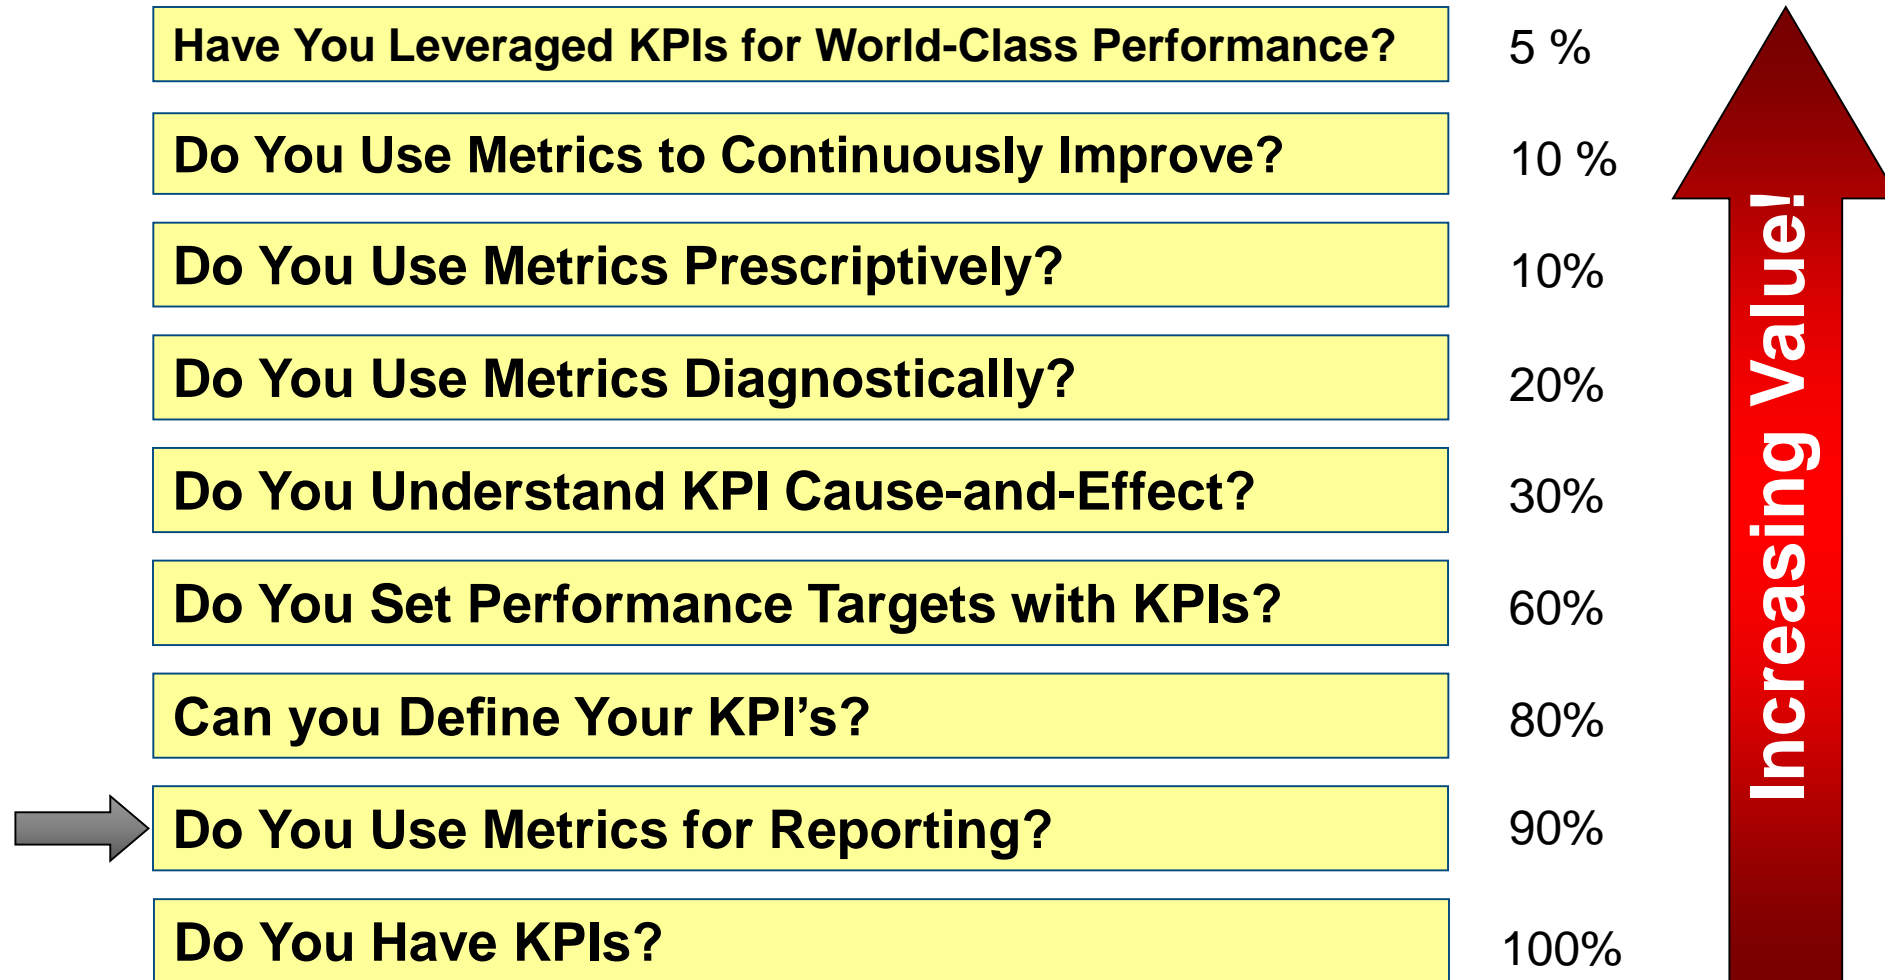 Have You Leveraged KPIs for World-Class Performance? 5 %
Do You Use Metrics to Continuously Improve? 10 %
Do You Use Metrics Prescriptively? 10%
Do You Use Metrics Diagnostically? 20%
Do You Understand KPI Cause-and-Effect? 30%
Do You Set Performance Targets with KPIs? 60%
Can you Define Your KPI’s? 80%
Do You Use Metrics for Reporting? 90%
Do You Have KPIs? 100%
Increasing Value!